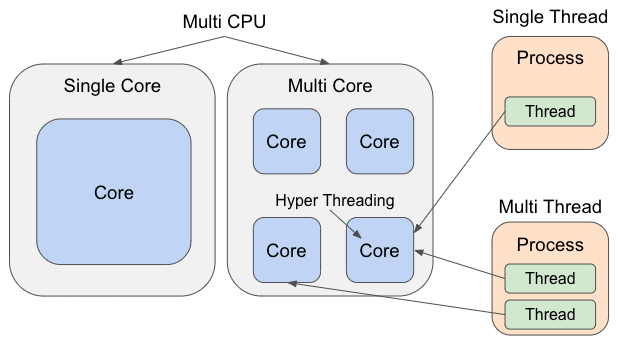 Multi CPU
Single Thread
Single Core
Multi Core
Process
Thread
Core
Core
Core
Hyper Threading
Multi Thread
Core
Core
Process
Thread
Thread